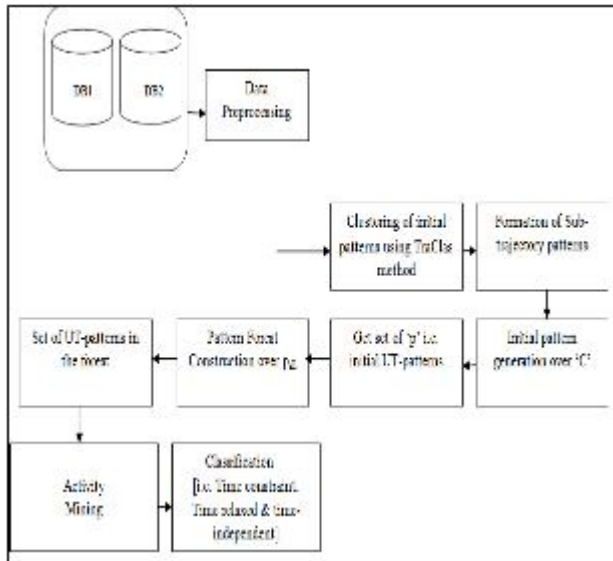 DB1
DB2
Data
Preprocessing
Clustering of initial
patterns using TraClas
method
Formation of Sub-
trajectory patterns
Initial pattern
generation over 'C'
Get set of 'p' i.e.
initial UT-patterns
Pattern Forest
Construction over
Set of UT-patterns in
the forest
Activity
Mining
Classification
[i.e. Time constraint,
Time relaxed & time-
independent]